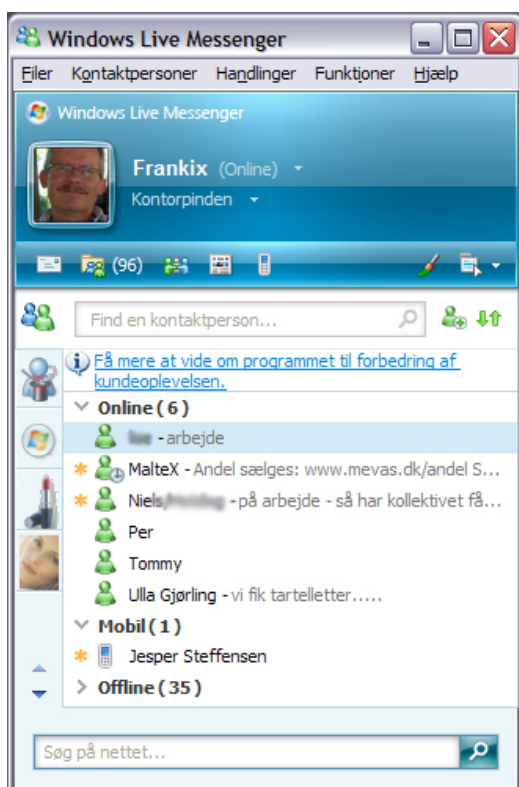 Windows Live Messenger
Filer Kontaktpersoner Handlinger Funktioner Hjælp
Windows Live Messenger
Frankix (Online)
Kontorpinden
(96)
Find en kontaktperson...
Få mere at vide om programmet til forbedring af
kundeoplevelsen.
Online ( 6 )
- arbejde
MalteX - Andel sælges: www.mevas.dk/andel S...
Niels - på arbejde - så har kollektivet få...
Per
Tommy
Ulla Gjørling - vi fik tartelletter.....
Mobil ( 1 )
Jesper Steffensen
Offline ( 35 )
Søg på nettet...